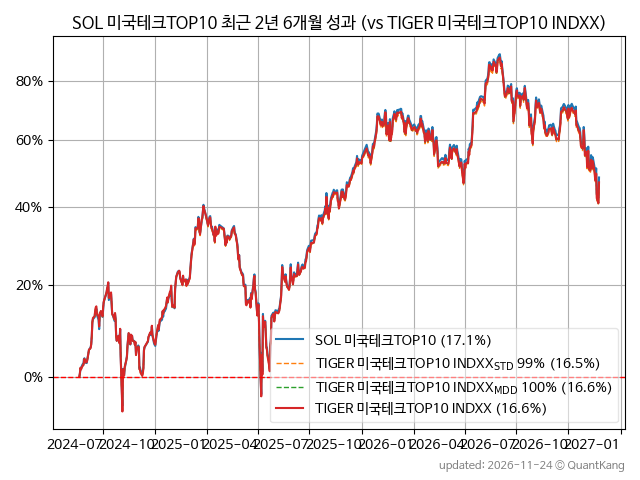 SOL 미국테크TOP10 최근 2년 6개월 성과 (vs TIGER 미국테크TOP10 INDXX)
80%
60%
40%
20%
0%
SOL 미국테크TOP10 (17.1%)
TIGER 미국테크TOP10 INDXXSTD 99% (16.5%)
TIGER 미국테크TOP10 INDXXMDD 100% (16.6%)
TIGER 미국테크TOP10 INDXX (16.6%)
2024-07 2024-10 2025-01 2025-04 2025-07 2025-10 2026-01 2026-04 2026-07 2026-10 2027-01
updated: 2026-11-24 ⓒ QuantKang